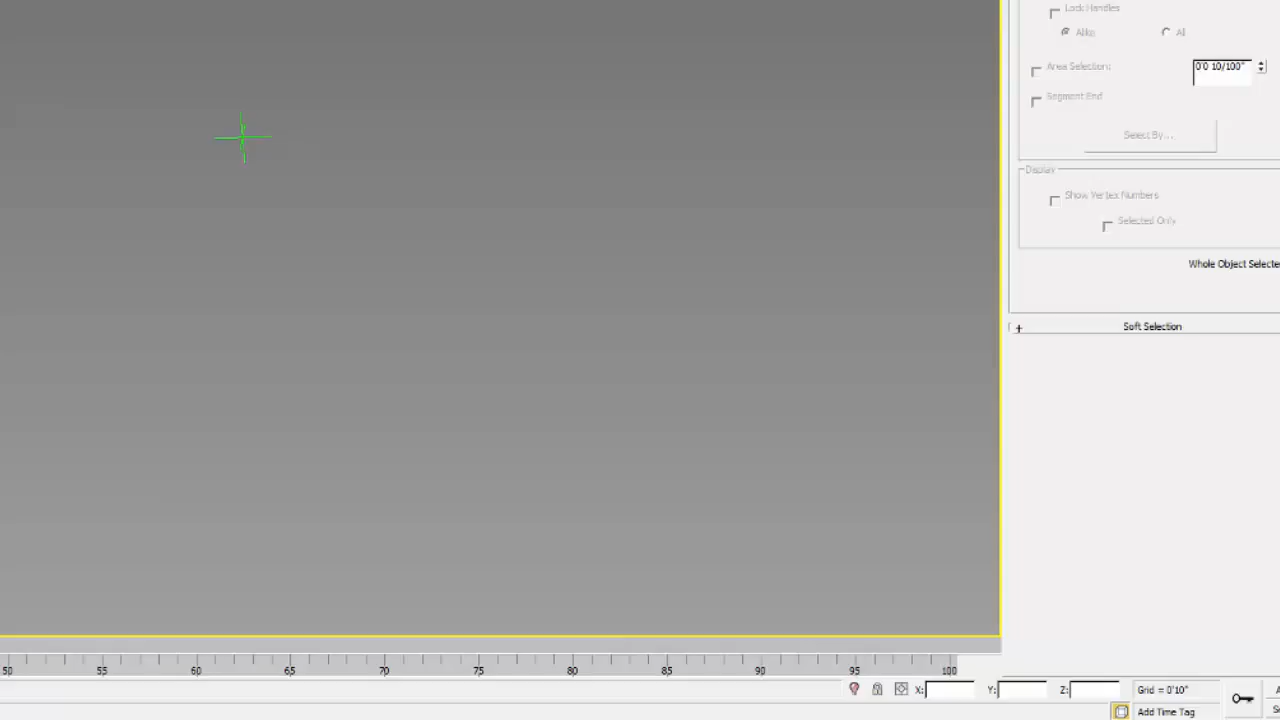 Lock Handles
Alike
All
Area Selection:
0'0 10/100"
Segment End
Select By...
Display
Show Vertex Numbers
Selected Only
Whole Object Selecte
+ Soft Selection
50 55 60 65 70 75 80 85 90 95 100
X: Y: Z: Grid = 0'10"
Add Time Tag